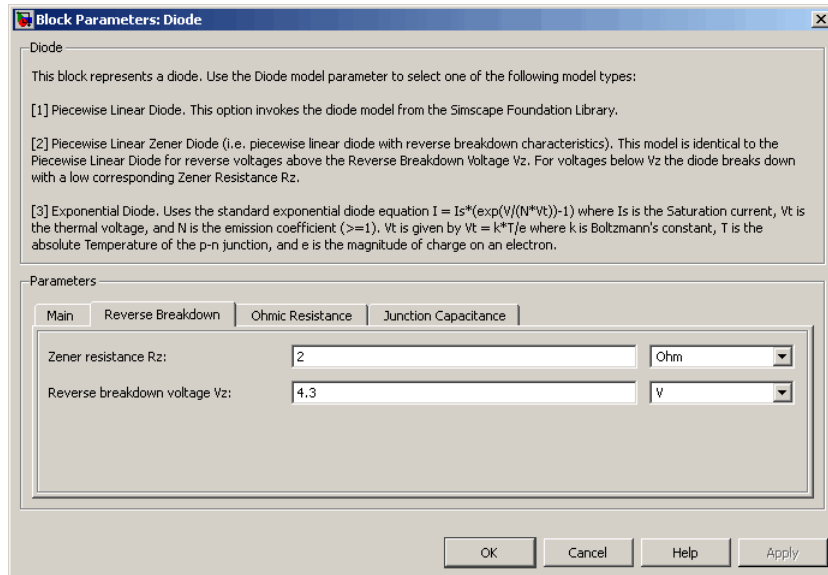 Block Parameters: Diode
Diode
This block represents a diode. Use the Diode model parameter to select one of the following model types:
[1] Piecewise Linear Diode. This option invokes the diode model from the Simscape Foundation Library.
[2] Piecewise Linear Zener Diode (i.e. piecewise linear diode with reverse breakdown characteristics). This model is identical to the
Piecewise Linear Diode for reverse voltages above the Reverse Breakdown Voltage Vz. For voltages below Vz the diode breaks down
with a low corresponding Zener Resistance Rz.
[3] Exponential Diode. Uses the standard exponential diode equation I = Is*(exp(V/(N*Vt))-1) where Is is the Saturation current, Vt is
the thermal voltage, and N is the emission coefficient (>=1). Vt is given by Vt = k*T/e where k is Boltzmann's constant, T is the
absolute Temperature of the p-n junction, and e is the magnitude of charge on an electron.
Parameters
Main Reverse Breakdown Ohmic Resistance Junction Capacitance
Zener resistance Rz: 2 Ohm
Reverse breakdown voltage Vz: 4.3 V
OK Cancel Help Apply